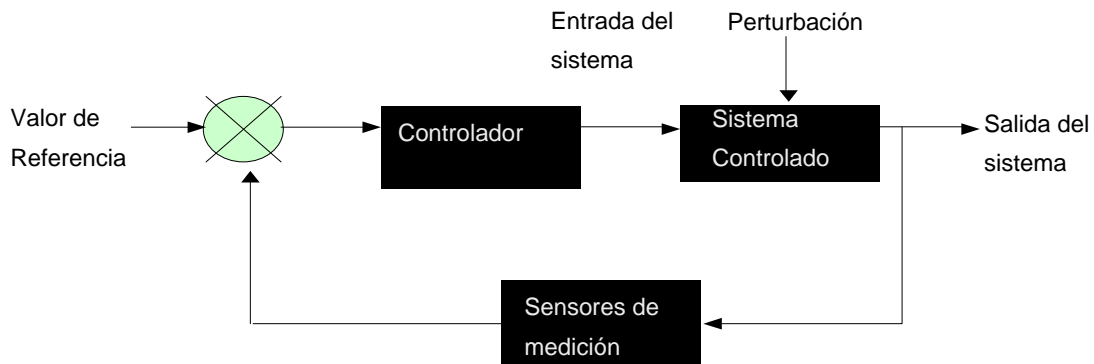 Entrada del
sistema
Perturbación
Valor de
Referencia
Controlador
Sistema
Controlado
Salida del
sistema
Sensores de
medición